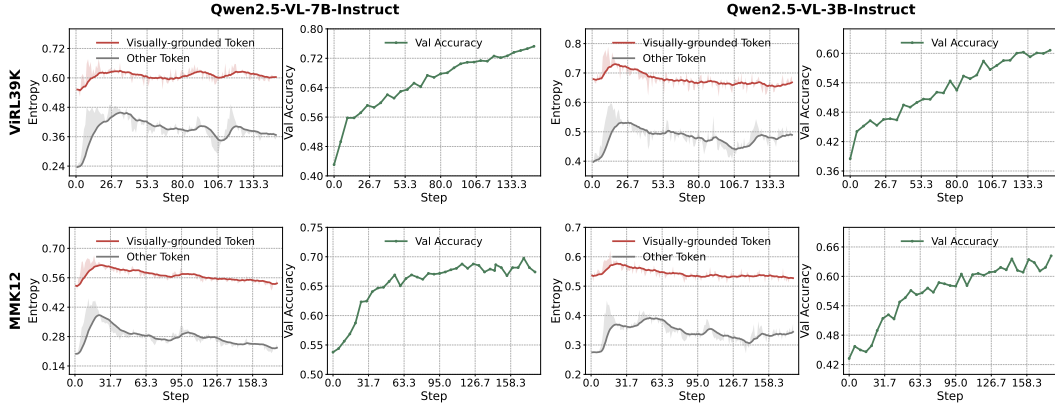 Qwen2.5-VL-7B-Instruct
Qwen2.5-VL-3B-Instruct
ViRL39K
Entropy
0.72
0.60
0.48
0.36
0.24
Visually-grounded Token
Other Token
0.0 26.7 53.3 80.0 106.7 133.3
Step
Val Accuracy
0.80
0.72
0.64
0.56
0.48
0.40
Val Accuracy
0.0 26.7 53.3 80.0 106.7 133.3
Step
Entropy
0.8
0.7
0.6
0.5
0.4
Visually-grounded Token
Other Token
0.0 26.7 53.3 80.0 106.7 133.3
Step
Val Accuracy
0.60
0.54
0.48
0.42
0.36
Val Accuracy
0.0 26.7 53.3 80.0 106.7 133.3
Step
MMK12
Entropy
0.70
0.56
0.42
0.28
0.14
Visually-grounded Token
Other Token
0.0 31.7 63.3 95.0 126.7 158.3
Step
Val Accuracy
0.75
0.70
0.65
0.60
0.55
0.50
Val Accuracy
0.0 31.7 63.3 95.0 126.7 158.3
Step
Entropy
0.7
0.6
0.5
0.4
0.3
0.2
Visually-grounded Token
Other Token
0.0 31.7 63.3 95.0 126.7 158.3
Step
Val Accuracy
0.66
0.60
0.54
0.48
0.42
Val Accuracy
0.0 31.7 63.3 95.0 126.7 158.3
Step